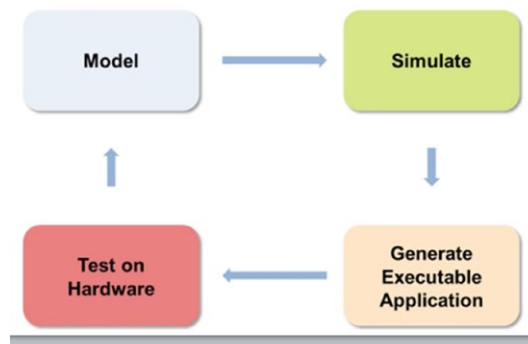 Model
Simulate
Test on
Hardware
Generate
Executable
Application